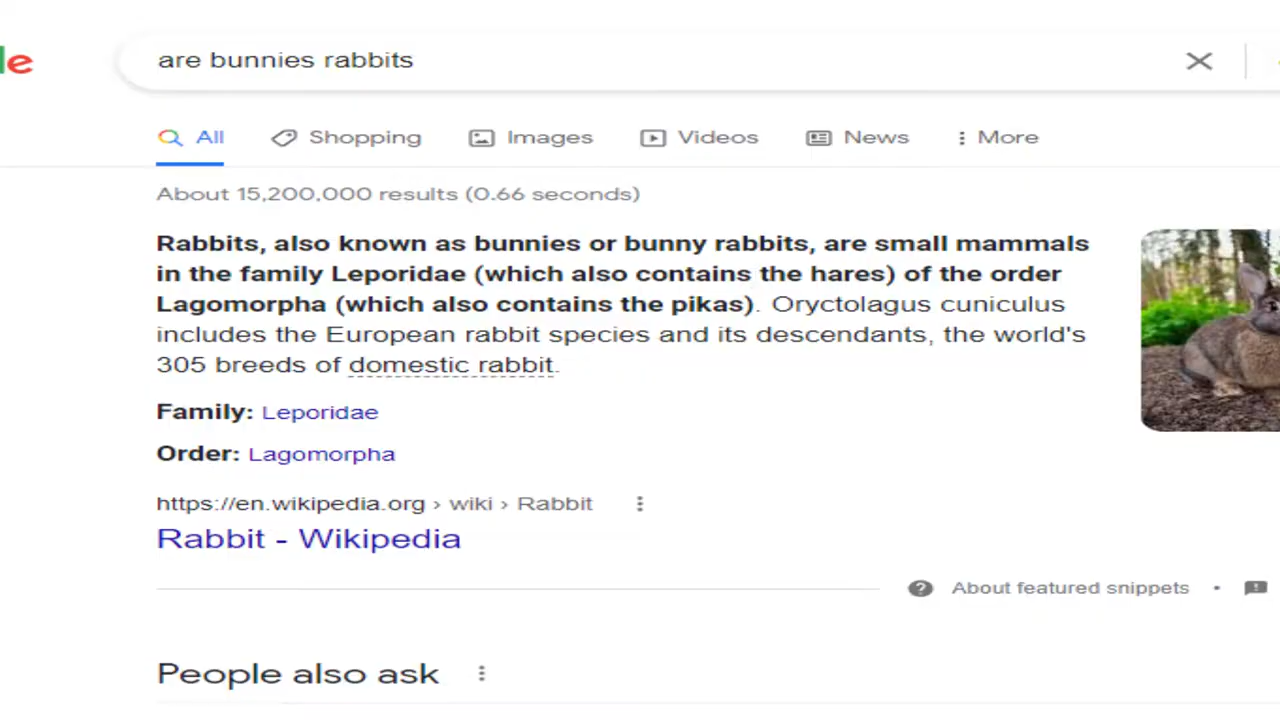 le
are bunnies rabbits
All Shopping Images Videos News More
About 15,200,000 results (0.66 seconds)
Rabbits, also known as bunnies or bunny rabbits, are small mammals
in the family Leporidae (which also contains the hares) of the order
Lagomorpha (which also contains the pikas). Oryctolagus cuniculus
includes the European rabbit species and its descendants, the world's
305 breeds of domestic rabbit.
Family: Leporidae
Order: Lagomorpha
https://en.wikipedia.org › wiki › Rabbit
Rabbit - Wikipedia
About featured snippets •
People also ask